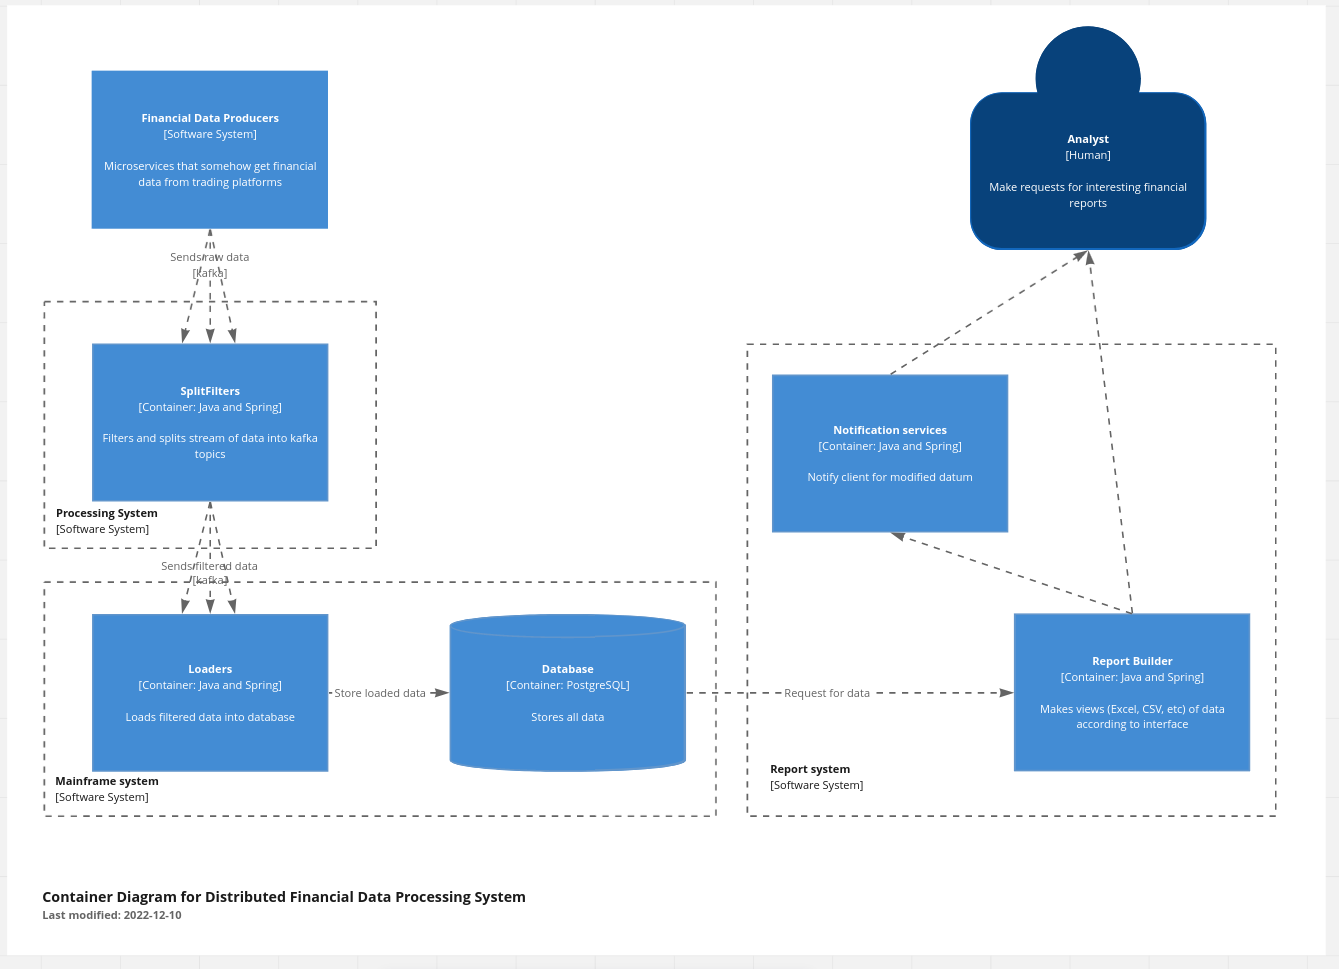 Financial Data Producers
[Software System]
Microservices that somehow get financial
data from trading platforms
Sends raw data
[kafka]
SplitFilters
[Container: Java and Spring]
Filters and splits stream of data into kafka
topics
Processing System
[Software System]
Sends filtered data
[kafka]
Loaders
[Container: Java and Spring]
Loads filtered data into database
Mainframe system
[Software System]
Store loaded data
Database
[Container: PostgreSQL]
Stores all data
Request for data
Analyst
[Human]
Make requests for interesting financial
reports
Notification services
[Container: Java and Spring]
Notify client for modified datum
Report Builder
[Container: Java and Spring]
Makes views (Excel, CSV, etc) of data
according to interface
Report system
[Software System]
Container Diagram for Distributed Financial Data Processing System
Last modified: 2022-12-10